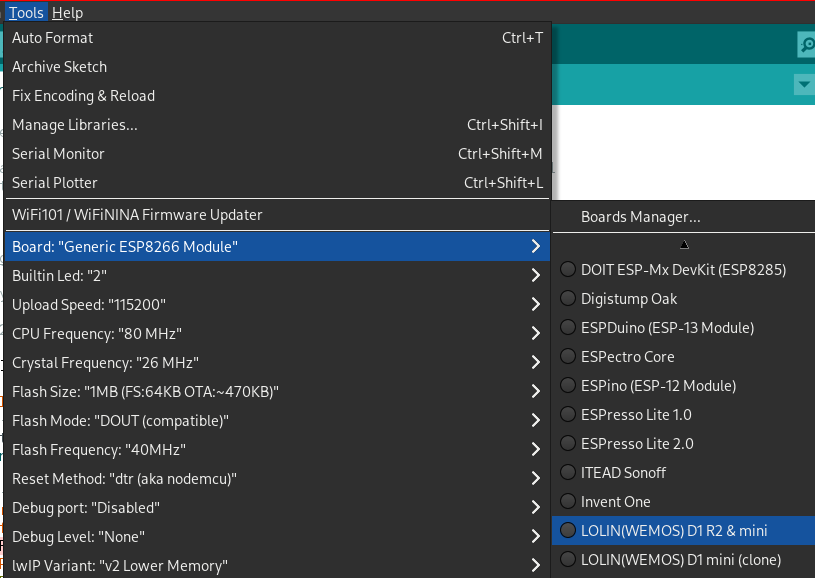 Tools Help
Auto Format Ctrl+T
Archive Sketch
Fix Encoding & Reload
Manage Libraries... Ctrl+Shift+I
Serial Monitor Ctrl+Shift+M
Serial Plotter Ctrl+Shift+L
WiFi101 / WiFiNINA Firmware Updater
Board: "Generic ESP8266 Module"
Builtin Led: "2"
Upload Speed: "115200"
CPU Frequency: "80 MHz"
Crystal Frequency: "26 MHz"
Flash Size: "1MB (FS:64KB OTA:~470KB)"
Flash Mode: "DOUT (compatible)"
Flash Frequency: "40MHz"
Reset Method: "dtr (aka nodemcu)"
Debug port: "Disabled"
Debug Level: "None"
lwIP Variant: "v2 Lower Memory"
Boards Manager...
DOIT ESP-Mx DevKit (ESP8285)
Digistump Oak
ESPDuino (ESP-13 Module)
ESPectro Core
ESPino (ESP-12 Module)
ESPresso Lite 1.0
ESPresso Lite 2.0
ITEAD Sonoff
Invent One
LOLIN(WEMOS) D1 R2 & mini
LOLIN(WEMOS) D1 mini (clone)